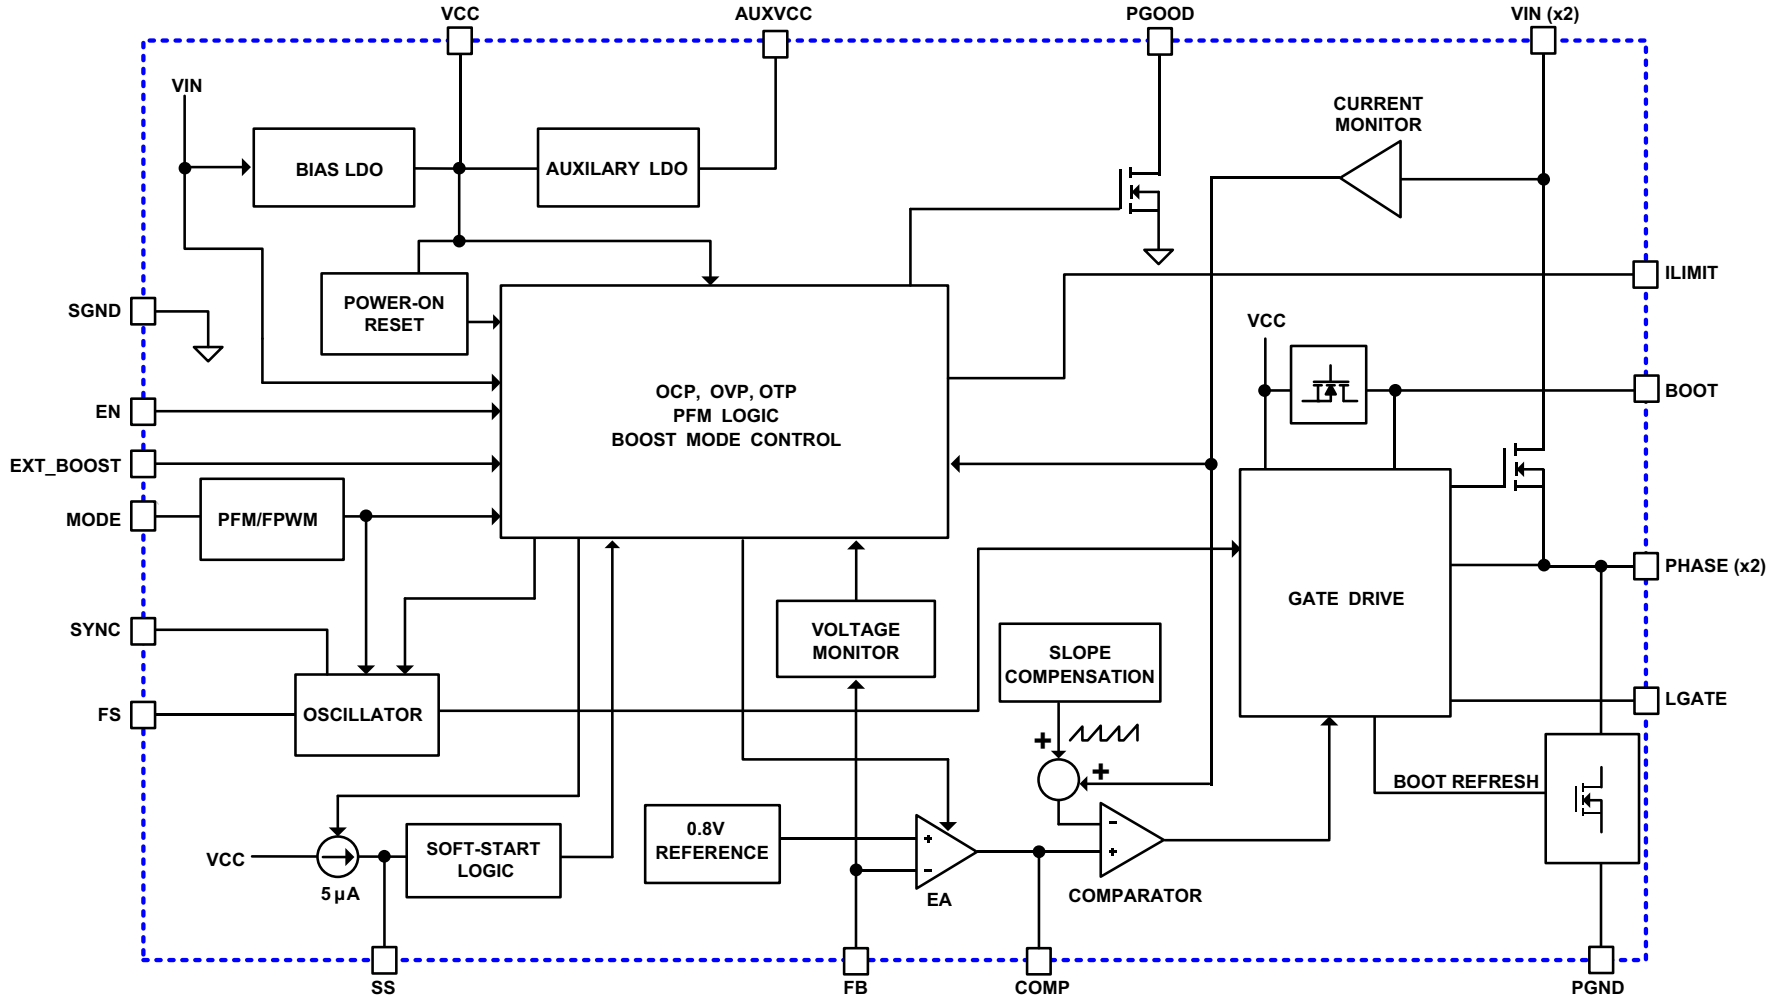 VCC
AUXVCC
PGOOD
VIN (x2)
VIN
CURRENT
MONITOR
BIAS LDO
AUXILARY LDO
SGND
POWER-ON
RESET
ILIMIT
VCC
OCP, OVP, OTP
PFM LOGIC
BOOST MODE CONTROL
BOOT
EN
EXT_BOOST
MODE
PFM/FPWM
PHASE (x2)
GATE DRIVE
SYNC
VOLTAGE
MONITOR
SLOPE
COMPENSATION
FS
OSCILLATOR
LGATE
+
+
BOOT REFRESH
0.8V
REFERENCE
+
−
EA
−
+
COMPARATOR
VCC
5 µA
SOFT-START
LOGIC
SS
FB
COMP
PGND